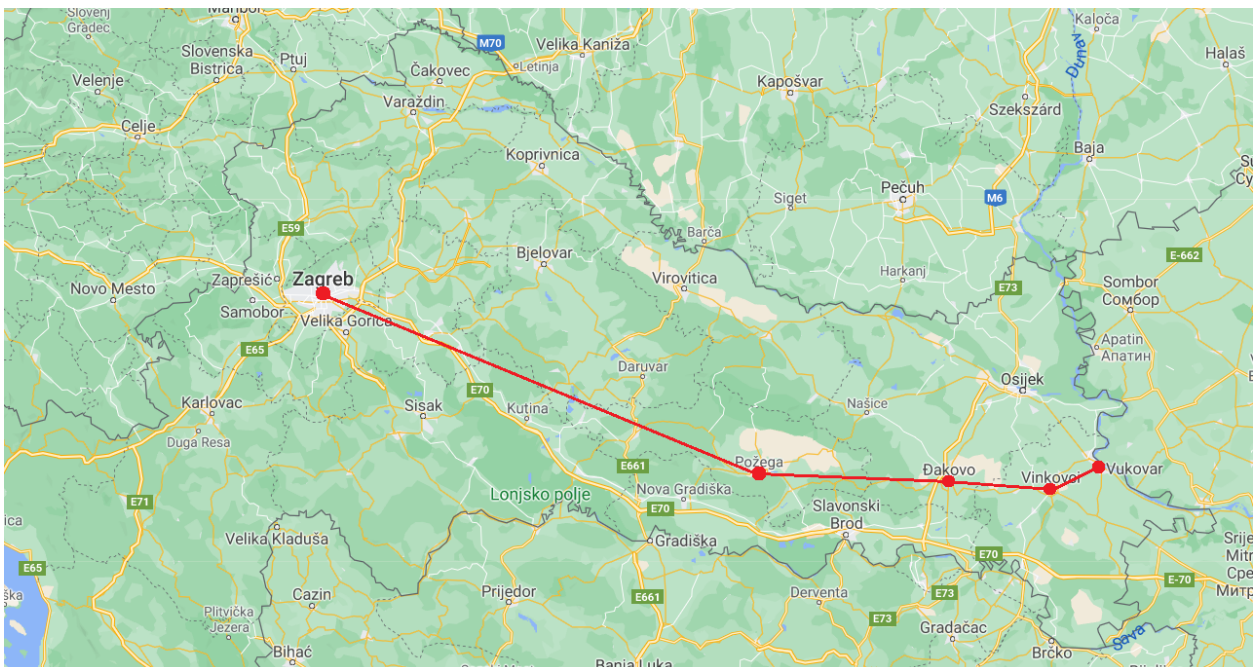 Slovenj
Gradec
Maribor
Slovenska
Bistrica
Ptuj
M70
Velika Kaniža
Letinja
Čakovec
Kaloča
Dunav
Halaš
Velenje
Varaždin
Kapošvar
Szekszárd
Celje
Koprivnica
Baja
Pečuh
Siget
M6
E59
Barča
Bjelovar
E-662
Zaprešić
Zagreb
Virovitica
Harkanj
E73
Sombor
Сомбор
Novo Mesto
Samobor
Velika Gorica
E65
Apatin
Апатин
Daruvar
Osijek
E70
Karlovac
Sisak
Kutina
Našice
Duga Resa
Požega
E661
Đakovo
Vukovar
Vinkovci
Lonjsko polje
Nova Gradiška
E71
E70
Slavonski
Brod
Velika Kladuša
Gradiška
E70
E65
E-70
Prijedor
E661
Derventa
E73
E73
Cazin
Plitvička
Jezera
Gradačac
Sava
Bihać
Brčko
Banja Luka